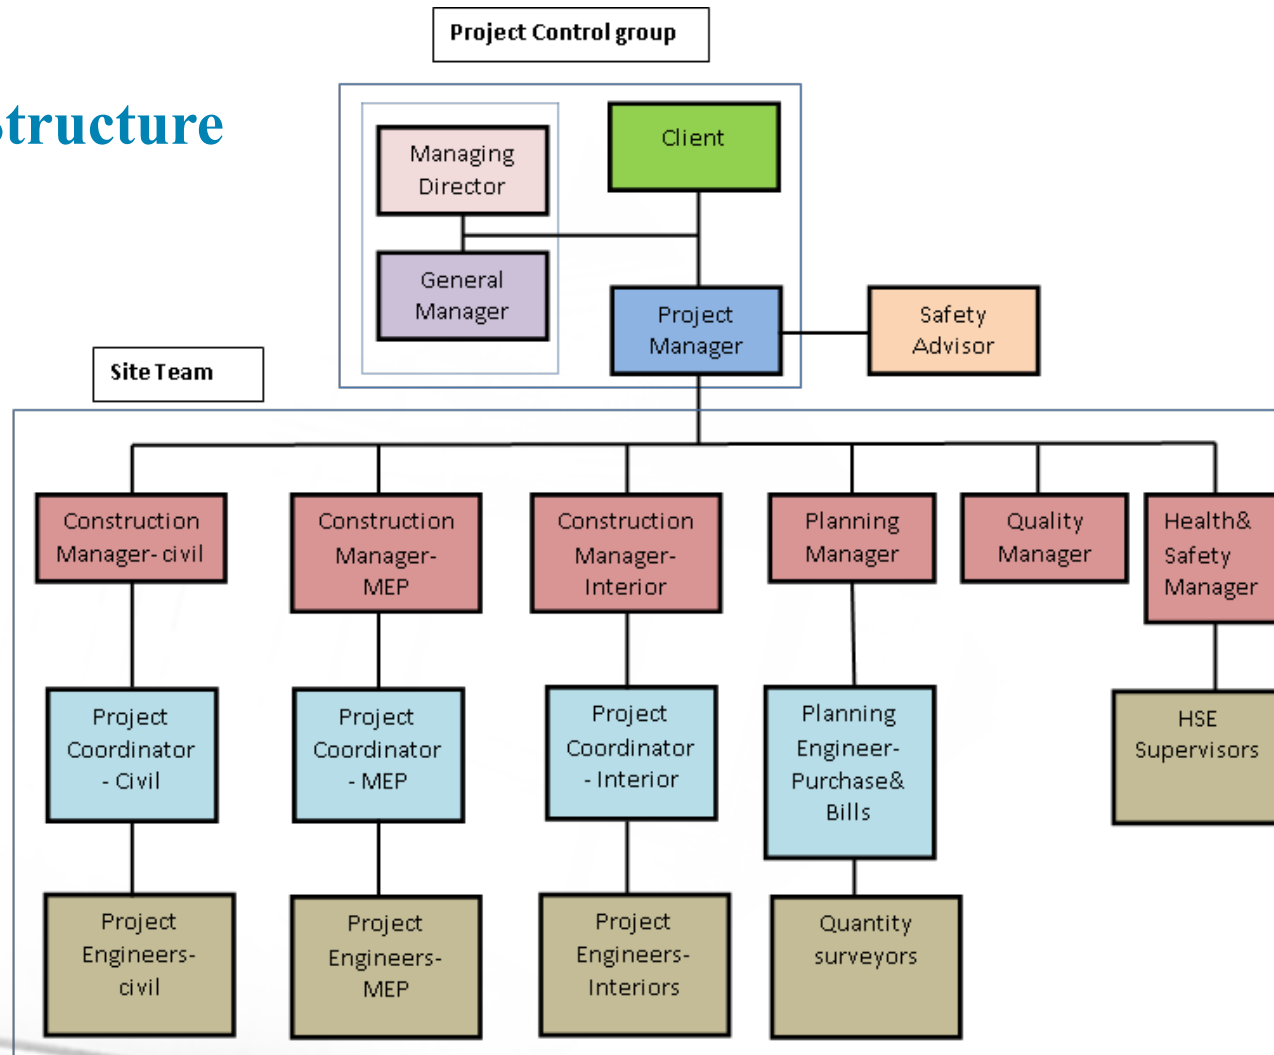 Project Control group
Structure
Client
Managing
Director
General
Manager
Project
Manager
Safety
Advisor
Site Team
Construction
Manager- civil
Construction
Manager-
MEP
Construction
Manager-
Interior
Planning
Manager
Quality
Manager
Health&
Safety
Manager
Project
Coordinator
- Civil
Project
Coordinator
- MEP
Project
Coordinator
- Interior
Planning
Engineer-
Purchase&
Bills
HSE
Supervisors
Project
Engineers-
civil
Project
Engineers-
MEP
Project
Engineers-
Interiors
Quantity
surveyors